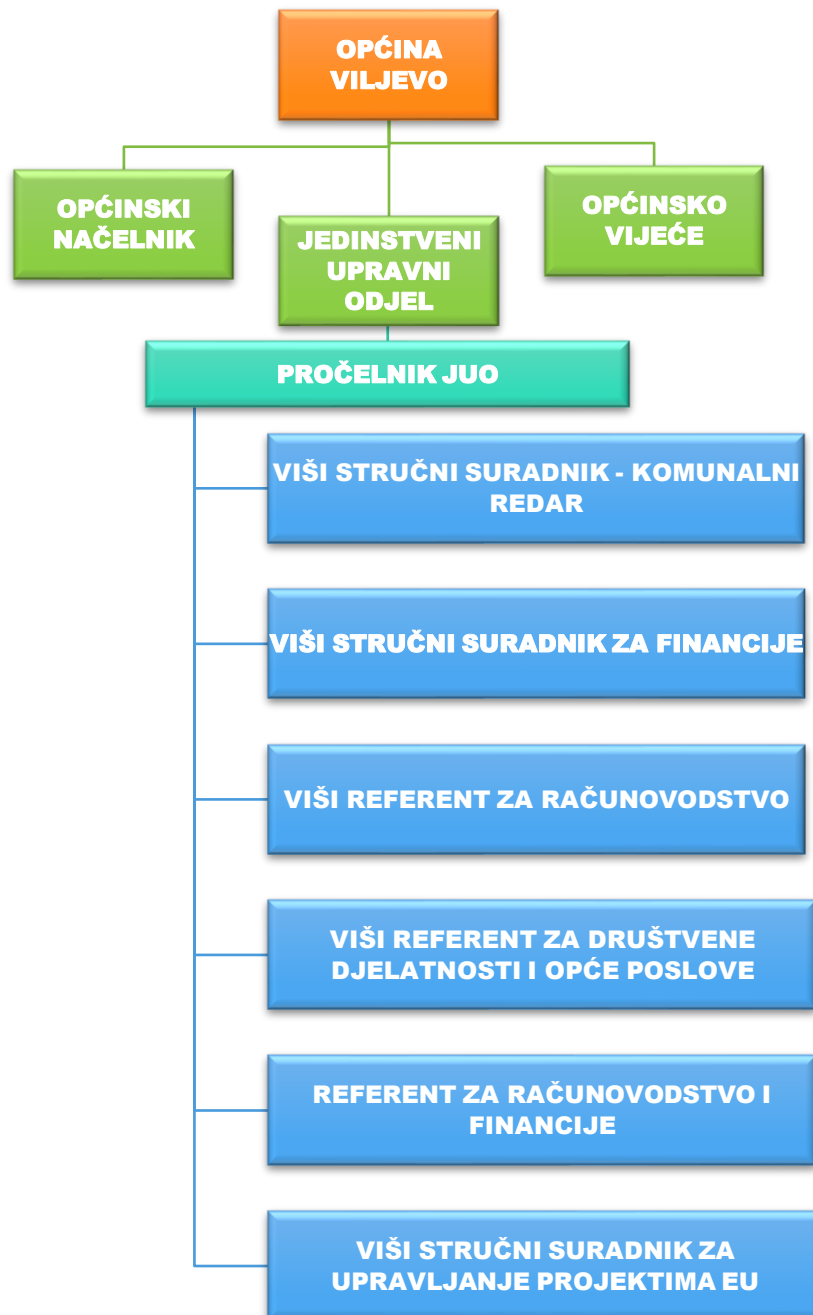 OPĆINA
VILJEVO
OPĆINSKI
NAČELNIK
JEDINSTVENI
UPRAVNI
ODJEL
OPĆINSKO
VIJEĆE
PROČELNIK JUO
VIŠI STRUČNI SURADNIK - KOMUNALNI
REDAR
VIŠI STRUČNI SURADNIK ZA FINANCIJE
VIŠI REFERENT ZA RAČUNOVODSTVO
VIŠI REFERENT ZA DRUŠTVENE
DJELATNOSTI I OPĆE POSLOVE
REFERENT ZA RAČUNOVODSTVO I
FINANCIJE
VIŠI STRUČNI SURADNIK ZA
UPRAVLJANJE PROJEKTIMA EU